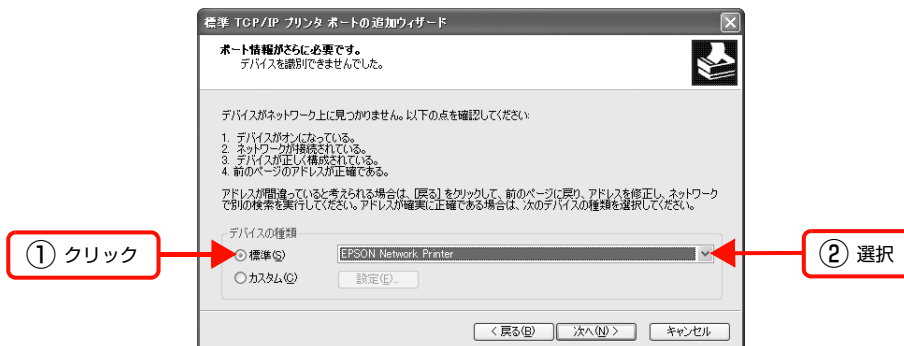 標準 TCP/IP プリンタ ポートの追加ウィザード
ポート情報がさらに必要です。
デバイスを識別できませんでした。
デバイスがネットワーク上に見つかりません。以下の点を確認してください:
1. デバイスがオンになっている。
2. ネットワークが接続されている。
3. デバイスが正しく構成されている。
4. 前のページのアドレスが正確である。
アドレスが間違っていると考えられる場合は、[戻る] をクリックして、前のページに戻り、アドレスを修正し、ネットワーク
で別の検索を実行してください。アドレスが確実に正確である場合は、次のデバイスの種類を選択してください。
デバイスの種類
① クリック
標準(S)
EPSON Network Printer
② 選択
カスタム(C)
設定(E)...
< 戻る(B)
次へ(N) >
キャンセル